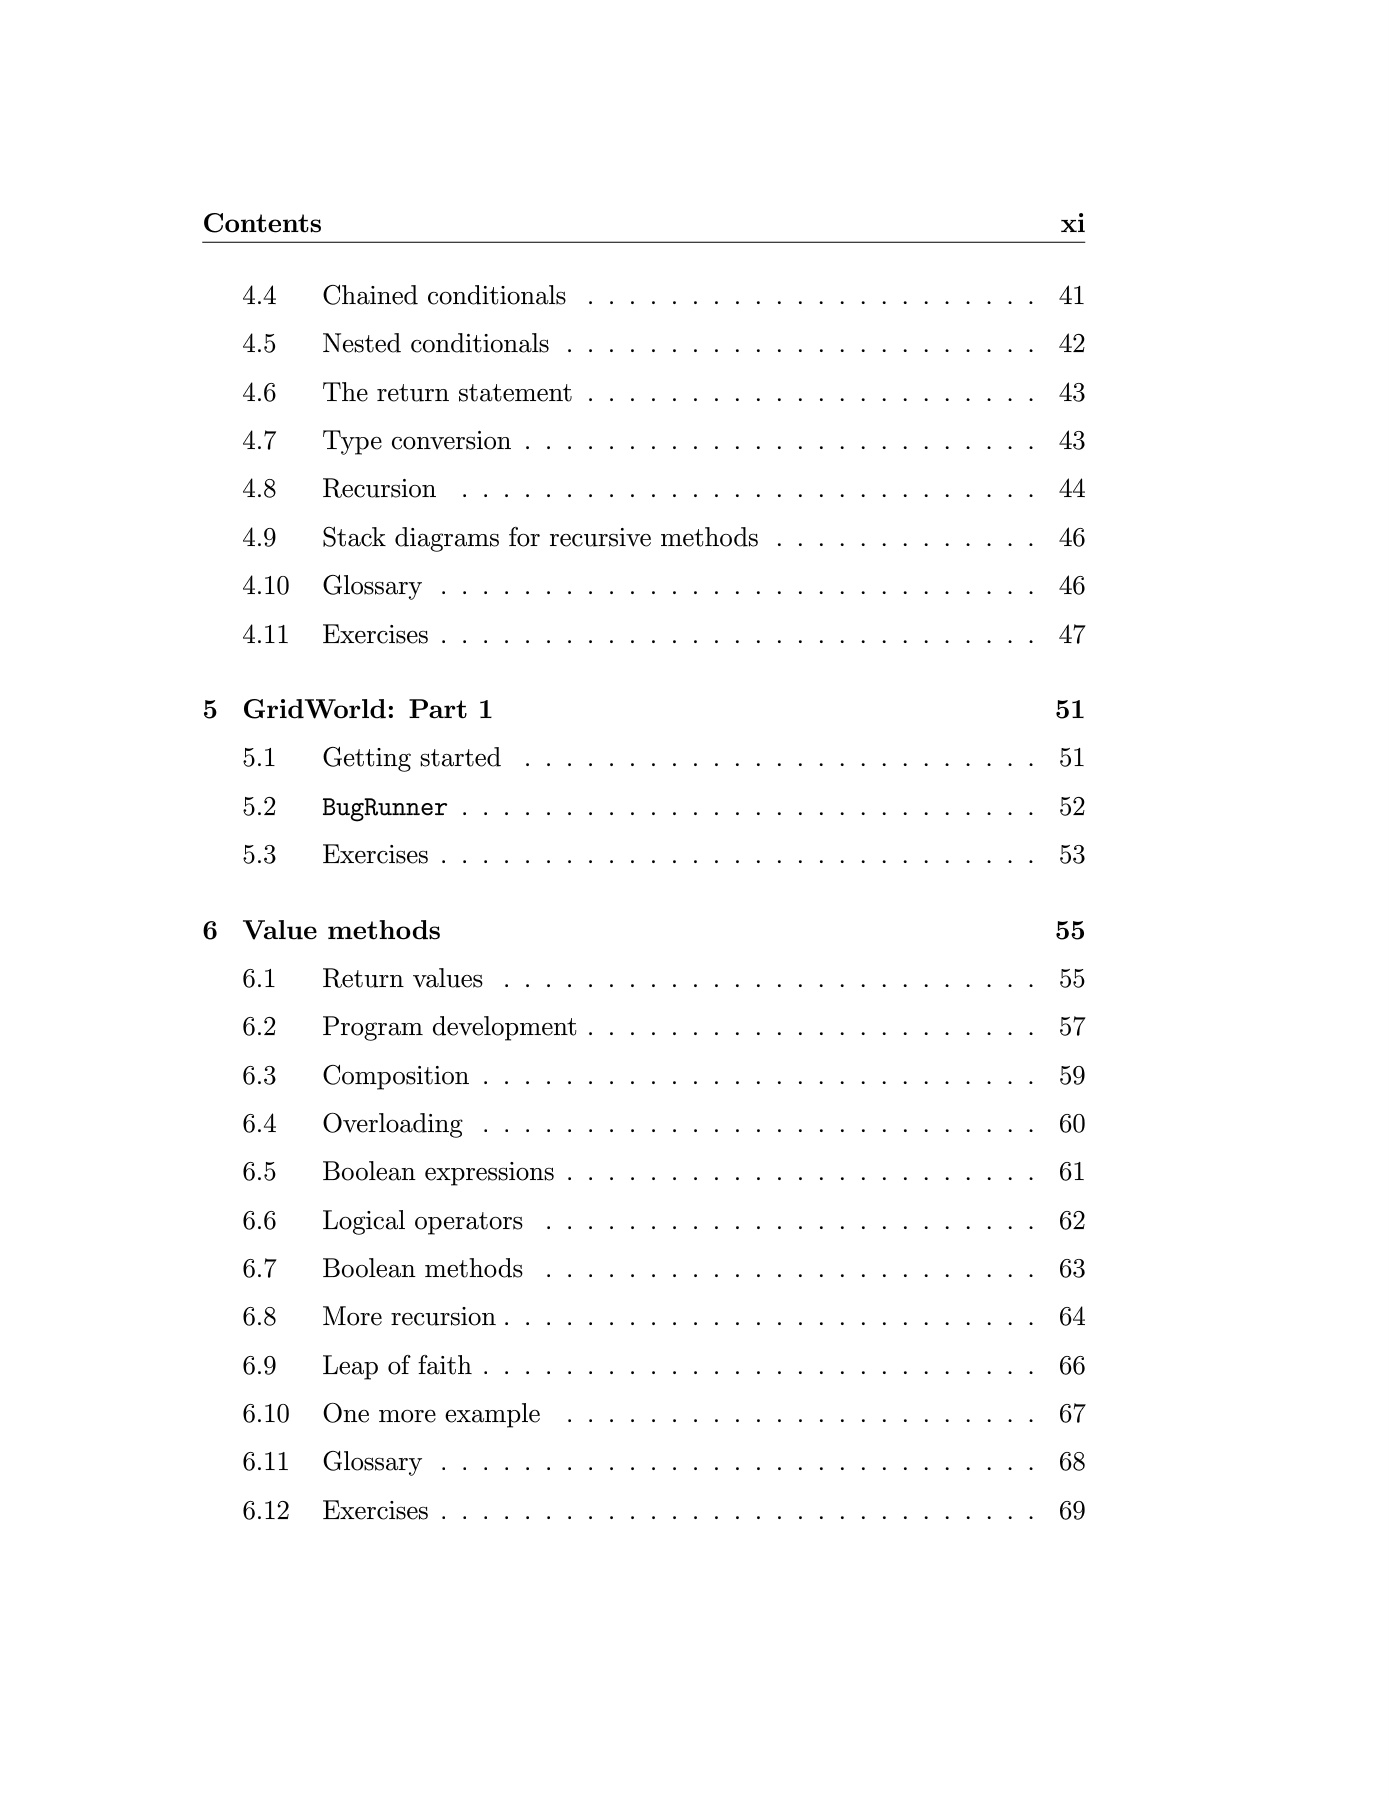 Contents xi
4.4 Chained conditionals . . . . . . . . . . . . . . . . . . . . . . 41
4.5 Nested conditionals . . . . . . . . . . . . . . . . . . . . . . . 42
4.6 The return statement . . . . . . . . . . . . . . . . . . . . . . 43
4.7 Type conversion . . . . . . . . . . . . . . . . . . . . . . . . . 43
4.8 Recursion . . . . . . . . . . . . . . . . . . . . . . . . . . . . 44
4.9 Stack diagrams for recursive methods . . . . . . . . . . . . . 46
4.10 Glossary . . . . . . . . . . . . . . . . . . . . . . . . . . . . . 46
4.11 Exercises . . . . . . . . . . . . . . . . . . . . . . . . . . . . . 47
5 GridWorld: Part 1 51
5.1 Getting started . . . . . . . . . . . . . . . . . . . . . . . . . 51
5.2 BugRunner . . . . . . . . . . . . . . . . . . . . . . . . . . . . 52
5.3 Exercises . . . . . . . . . . . . . . . . . . . . . . . . . . . . . 53
6 Value methods 55
6.1 Return values . . . . . . . . . . . . . . . . . . . . . . . . . . 55
6.2 Program development . . . . . . . . . . . . . . . . . . . . . . 57
6.3 Composition . . . . . . . . . . . . . . . . . . . . . . . . . . . 59
6.4 Overloading . . . . . . . . . . . . . . . . . . . . . . . . . . . 60
6.5 Boolean expressions . . . . . . . . . . . . . . . . . . . . . . . 61
6.6 Logical operators . . . . . . . . . . . . . . . . . . . . . . . . 62
6.7 Boolean methods . . . . . . . . . . . . . . . . . . . . . . . . 63
6.8 More recursion . . . . . . . . . . . . . . . . . . . . . . . . . . 64
6.9 Leap of faith . . . . . . . . . . . . . . . . . . . . . . . . . . . 66
6.10 One more example . . . . . . . . . . . . . . . . . . . . . . . 67
6.11 Glossary . . . . . . . . . . . . . . . . . . . . . . . . . . . . . 68
6.12 Exercises . . . . . . . . . . . . . . . . . . . . . . . . . . . . . 69